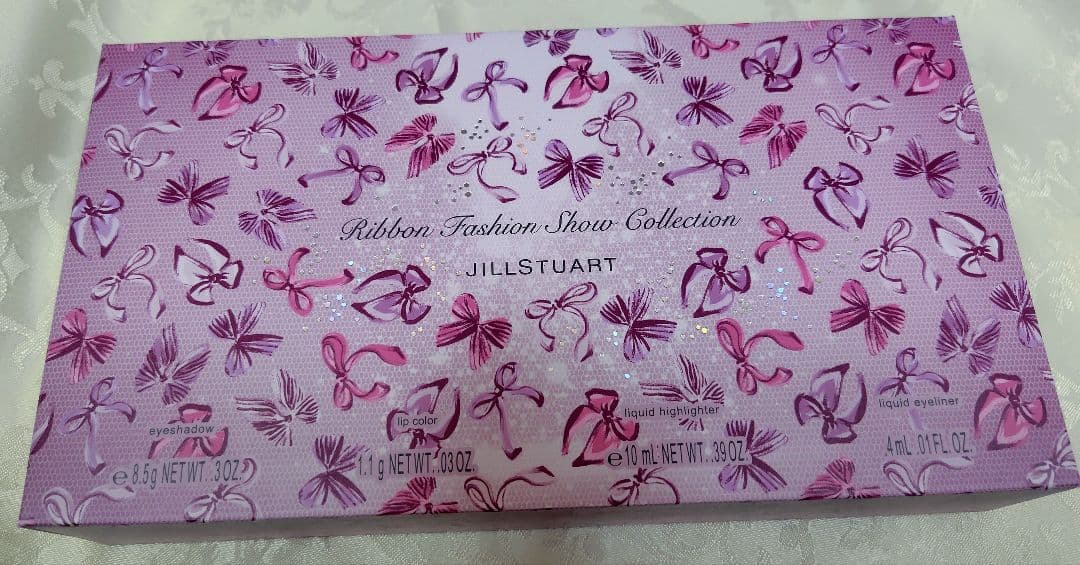 Ribbon Fashion Show Collection
JILLSTUART
eyeshadow
℮ 8.5g NET WT. .3 OZ.
lip color
1.1 g NET WT. .03 OZ.
liquid highlighter
℮ 10 mL NET WT. .39 OZ.
liquid eyeliner
.4 mL .01 FL.OZ.